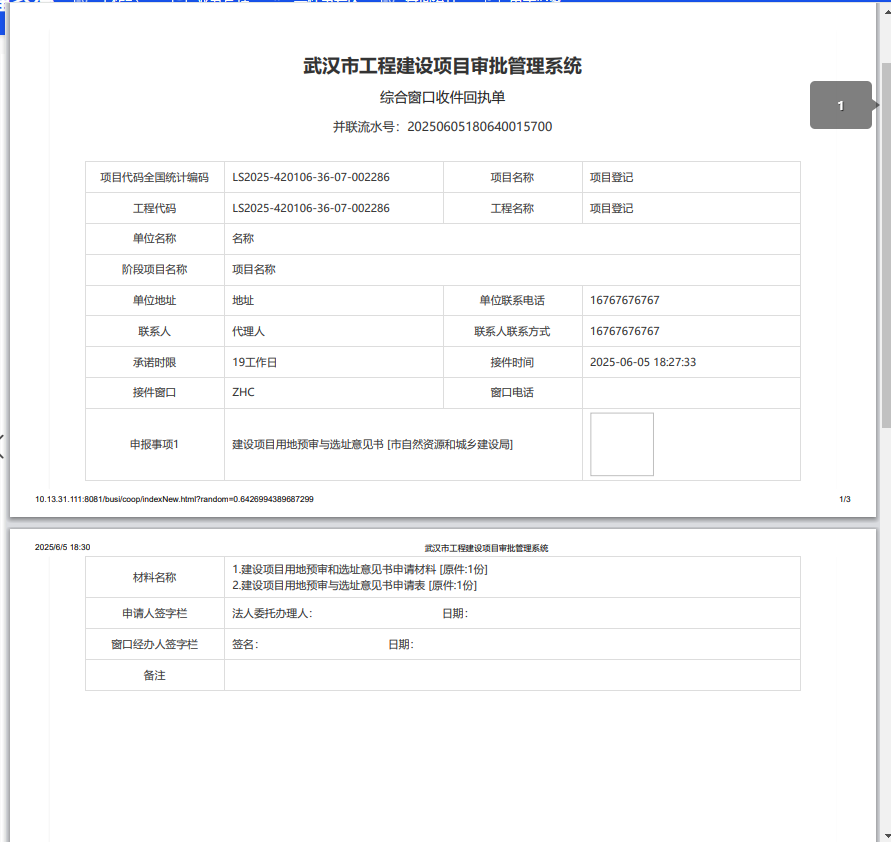 武汉市工程建设项目审批管理系统
综合窗口收件回执单
并联流水号：20250605180640015700
1
项目代码全国统计编码 LS2025-420106-36-07-002286 项目名称 项目登记
工程代码 LS2025-420106-36-07-002286 工程名称 项目登记
单位名称 名称
阶段项目名称 项目名称
单位地址 地址 单位联系电话 16767676767
联系人 代理人 联系人联系方式 16767676767
承诺时限 19工作日 接件时间 2025-06-05 18:27:33
接件窗口 ZHC 窗口电话
申报事项1 建设项目用地预审与选址意见书 [市自然资源和城乡建设局]
10.13.31.111:8081/busi/coop/indexNew.html?random=0.6426994389687299 1/3
2025/6/5 18:30 武汉市工程建设项目审批管理系统
材料名称
1.建设项目用地预审和选址意见书申请材料 [原件:1份]
2.建设项目用地预审与选址意见书申请表 [原件:1份]
申请人签字栏 法人委托办理人： 日期：
窗口经办人签字栏 签名： 日期：
备注